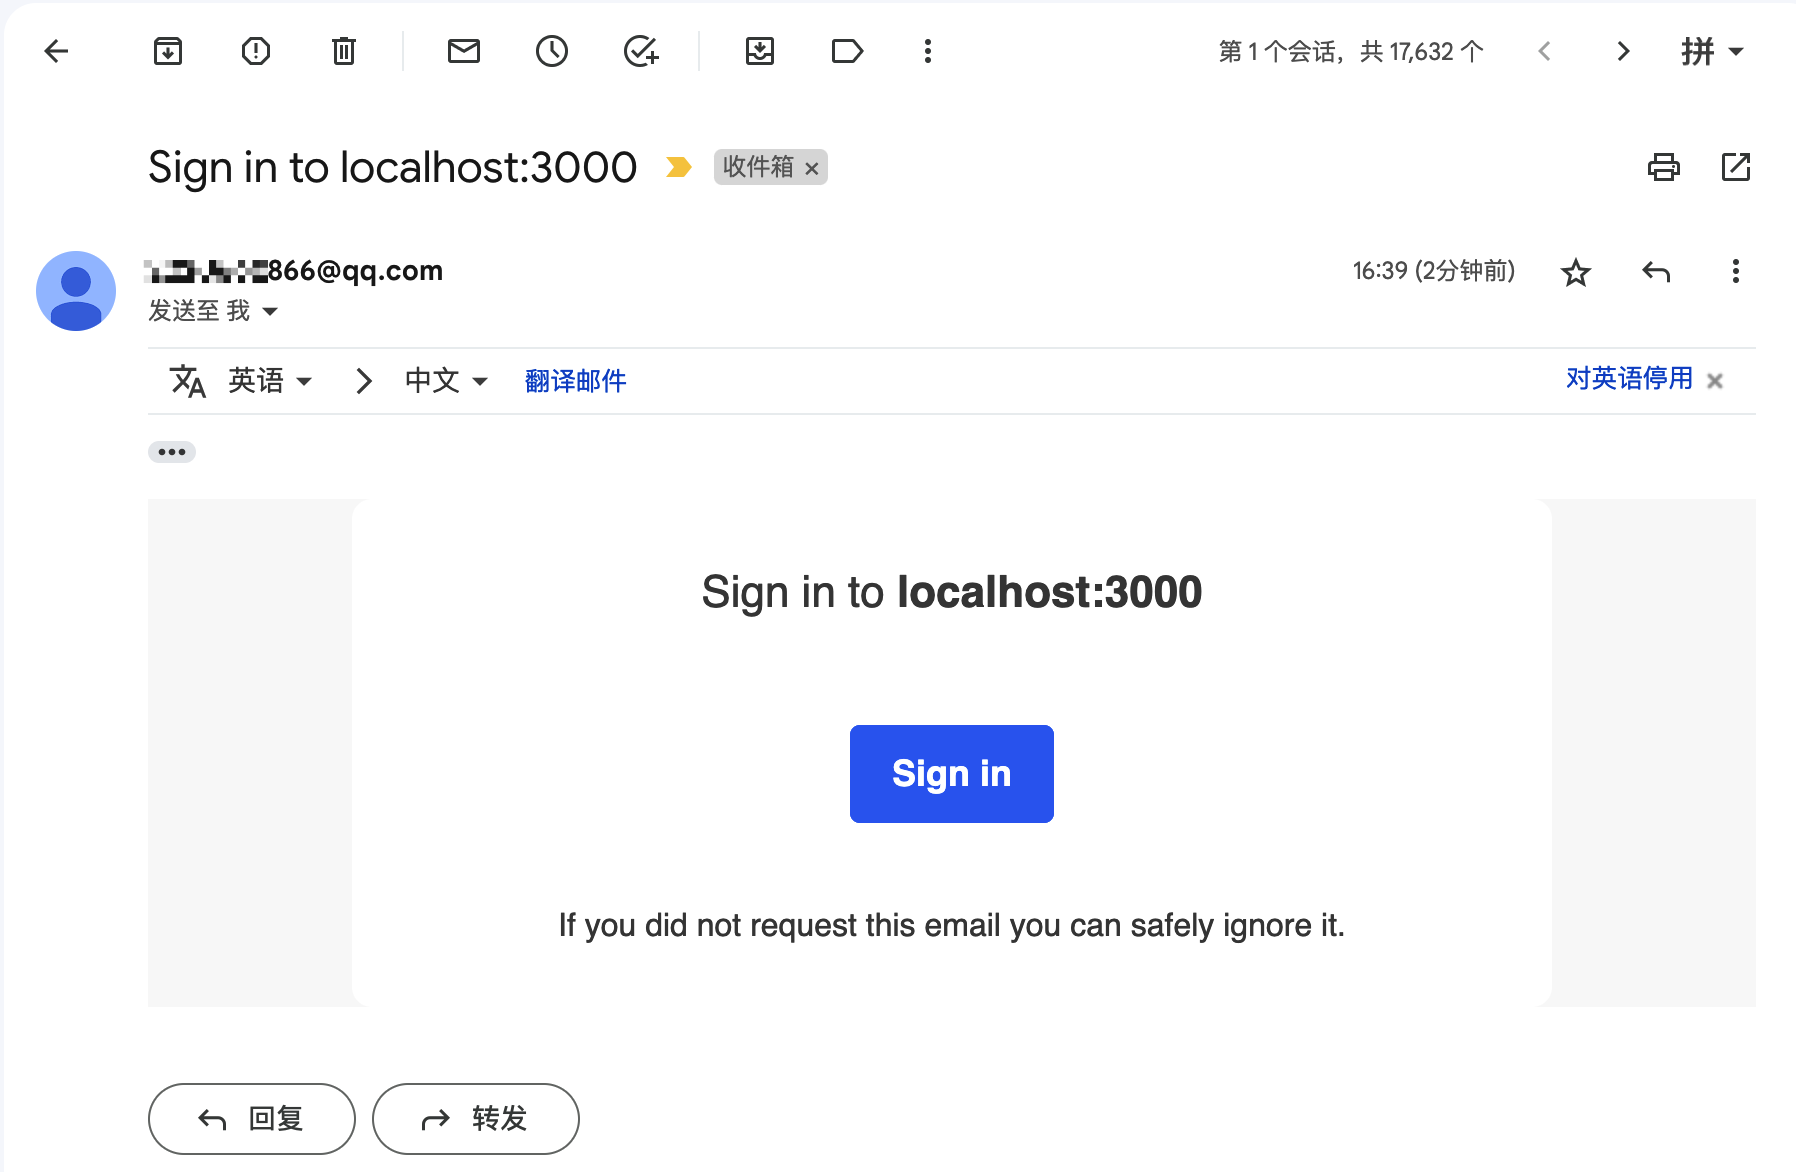 第 1 个会话，共 17,632 个
拼
Sign in to localhost:3000
收件箱 ×
866@qq.com
16:39 (2分钟前)
发送至 我
英语
中文
翻译邮件
对英语停用 ×
Sign in to localhost:3000
Sign in
If you did not request this email you can safely ignore it.
回复
转发